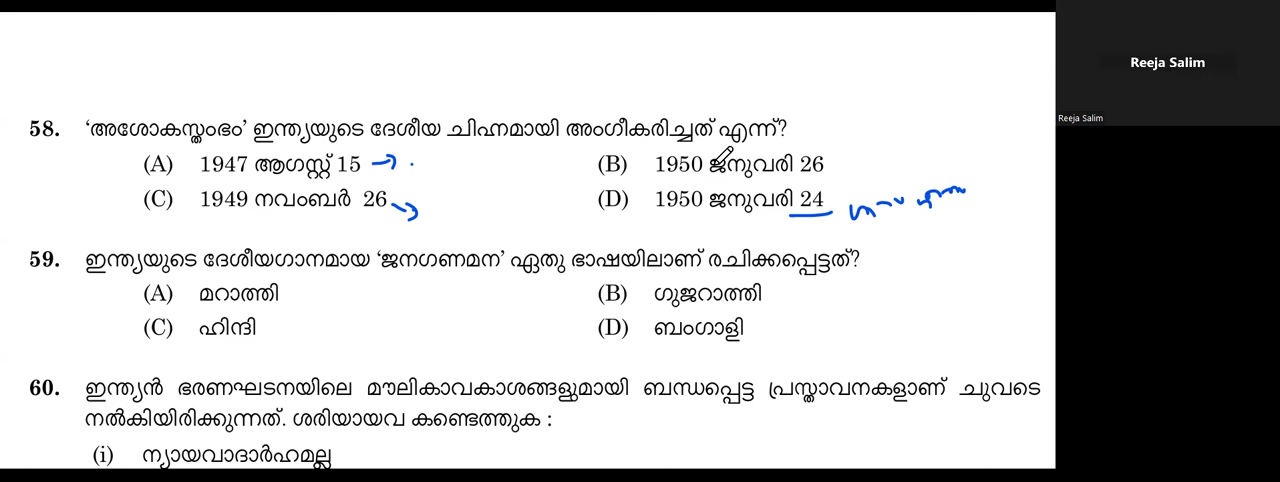 Reeja Salim
Reeja Salim
58. ‘അശോകസ്തംഭം’ ഇന്ത്യയുടെ ദേശീയ ചിഹ്നമായി അംഗീകരിച്ചത് എന്ന്?
(A) 1947 ആഗസ്റ്റ് 15 (B) 1950 ജനുവരി 26
(C) 1949 നവംബർ 26 (D) 1950 ജനുവരി 24
59. ഇന്ത്യയുടെ ദേശീയഗാനമായ ‘ജനഗണമന’ ഏതു ഭാഷയിലാണ് രചിക്കപ്പെട്ടത്?
(A) മറാത്തി (B) ഗുജറാത്തി
(C) ഹിന്ദി (D) ബംഗാളി
60. ഇന്ത്യൻ ഭരണഘടനയിലെ മൗലികാവകാശങ്ങളുമായി ബന്ധപ്പെട്ട പ്രസ്താവനകളാണ് ചുവടെ
നൽകിയിരിക്കുന്നത്. ശരിയായവ കണ്ടെത്തുക :
(i) ന്യായവാദാർഹമല്ല